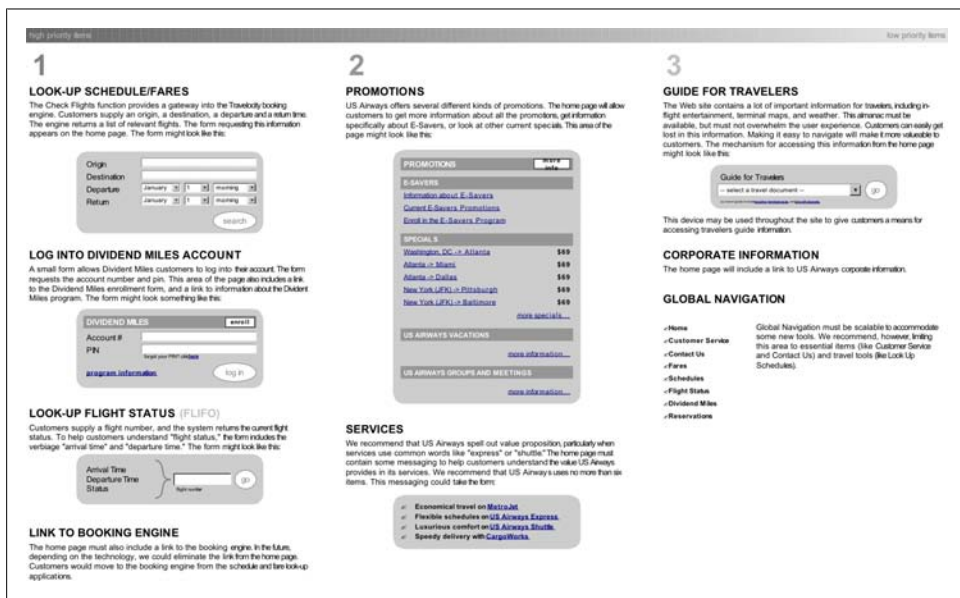 high priority items
low priority items
1
LOOK-UP SCHEDULE/FARES
The Check Flights function provides a gateway into the Travelocity booking
engine. Customers supply an origin, a destination, a departure and a return time.
The engine returns a list of relevant flights. The form requesting this information
appears on the home page. The form might look like this:
Origin
Destination
Departure January 1 morning
Return January 1 morning
search
LOG INTO DIVIDEND MILES ACCOUNT
A small form allows Divident Miles customers to log into their account. The form
requests the account number and pin. This area of the page also includes a link
to the Dividend Miles enrollment form, and a link to information about the Divident
Miles program. The form might look something like this:
DIVIDEND MILES enroll
Account #
PIN
forgot your PIN? click here
program information log in
LOOK-UP FLIGHT STATUS (FLIFO)
Customers supply a flight number, and the system returns the current flight
status. To help customers understand "flight status," the form includes the
verbiage "arrival time" and "departure time." The form might look like this:
Arrival Time
Departure Time
Status
flight number
go
LINK TO BOOKING ENGINE
The home page must also include a link to the booking engine. In the future,
depending on the technology, we could eliminate the link from the home page.
Customers would move to the booking engine from the schedule and fare look-up
applications.
2
PROMOTIONS
US Airways offers several different kinds of promotions. The home page will allow
customers to get more information about all the promotions, get information
specifically about E-Savers, or look at other current specials. This area of the
page might look like this:
PROMOTIONS more info
E-SAVERS
Information about E-Savers
Current E-Savers Promotions
Enroll in the E-Savers Program
SPECIALS
Washington, DC -> Atlanta $69
Atlanta -> Miami $69
Atlanta -> Dallas $69
New York (JFK) -> Pittsburgh $69
New York (JFK) -> Baltimore $69
more specials...
US AIRWAYS VACATIONS
more information...
US AIRWAYS GROUPS AND MEETINGS
more information...
SERVICES
We recommend that US Airways spell out value proposition, particularly when
services use common words like "express" or "shuttle." The home page must
contain some messaging to help customers understand the value US Airways
provides in its services. We recommend that US Airways uses no more than six
items. This messaging could take the form:
Economical travel on MetroJet
Flexible schedules on US Airways Express
Luxurious comfort on US Airways Shuttle
Speedy delivery with CargoWorks
3
GUIDE FOR TRAVELERS
The Web site contains a lot of important information for travelers, including in-
flight entertainment, terminal maps, and weather. This almanac must be
available, but must not overwhelm the user experience. Customers can easily get
lost in this information. Making it easy to navigate will make it more valuable to
customers. The mechanism for accessing this information from the home page
might look like this:
Guide for Travelers
-- select a travel document --
go
This device may be used throughout the site to give customers a means for
accessing travelers guide information.
CORPORATE INFORMATION
The home page will include a link to US Airways corporate information.
GLOBAL NAVIGATION
Home
Customer Service
Contact Us
Fares
Schedules
Flight Status
Dividend Miles
Reservations
Global Navigation must be scalable to accommodate
some new tools. We recommend, however, limiting
this area to essential items (like Customer Service
and Contact Us) and travel tools (like Look Up
Schedules).